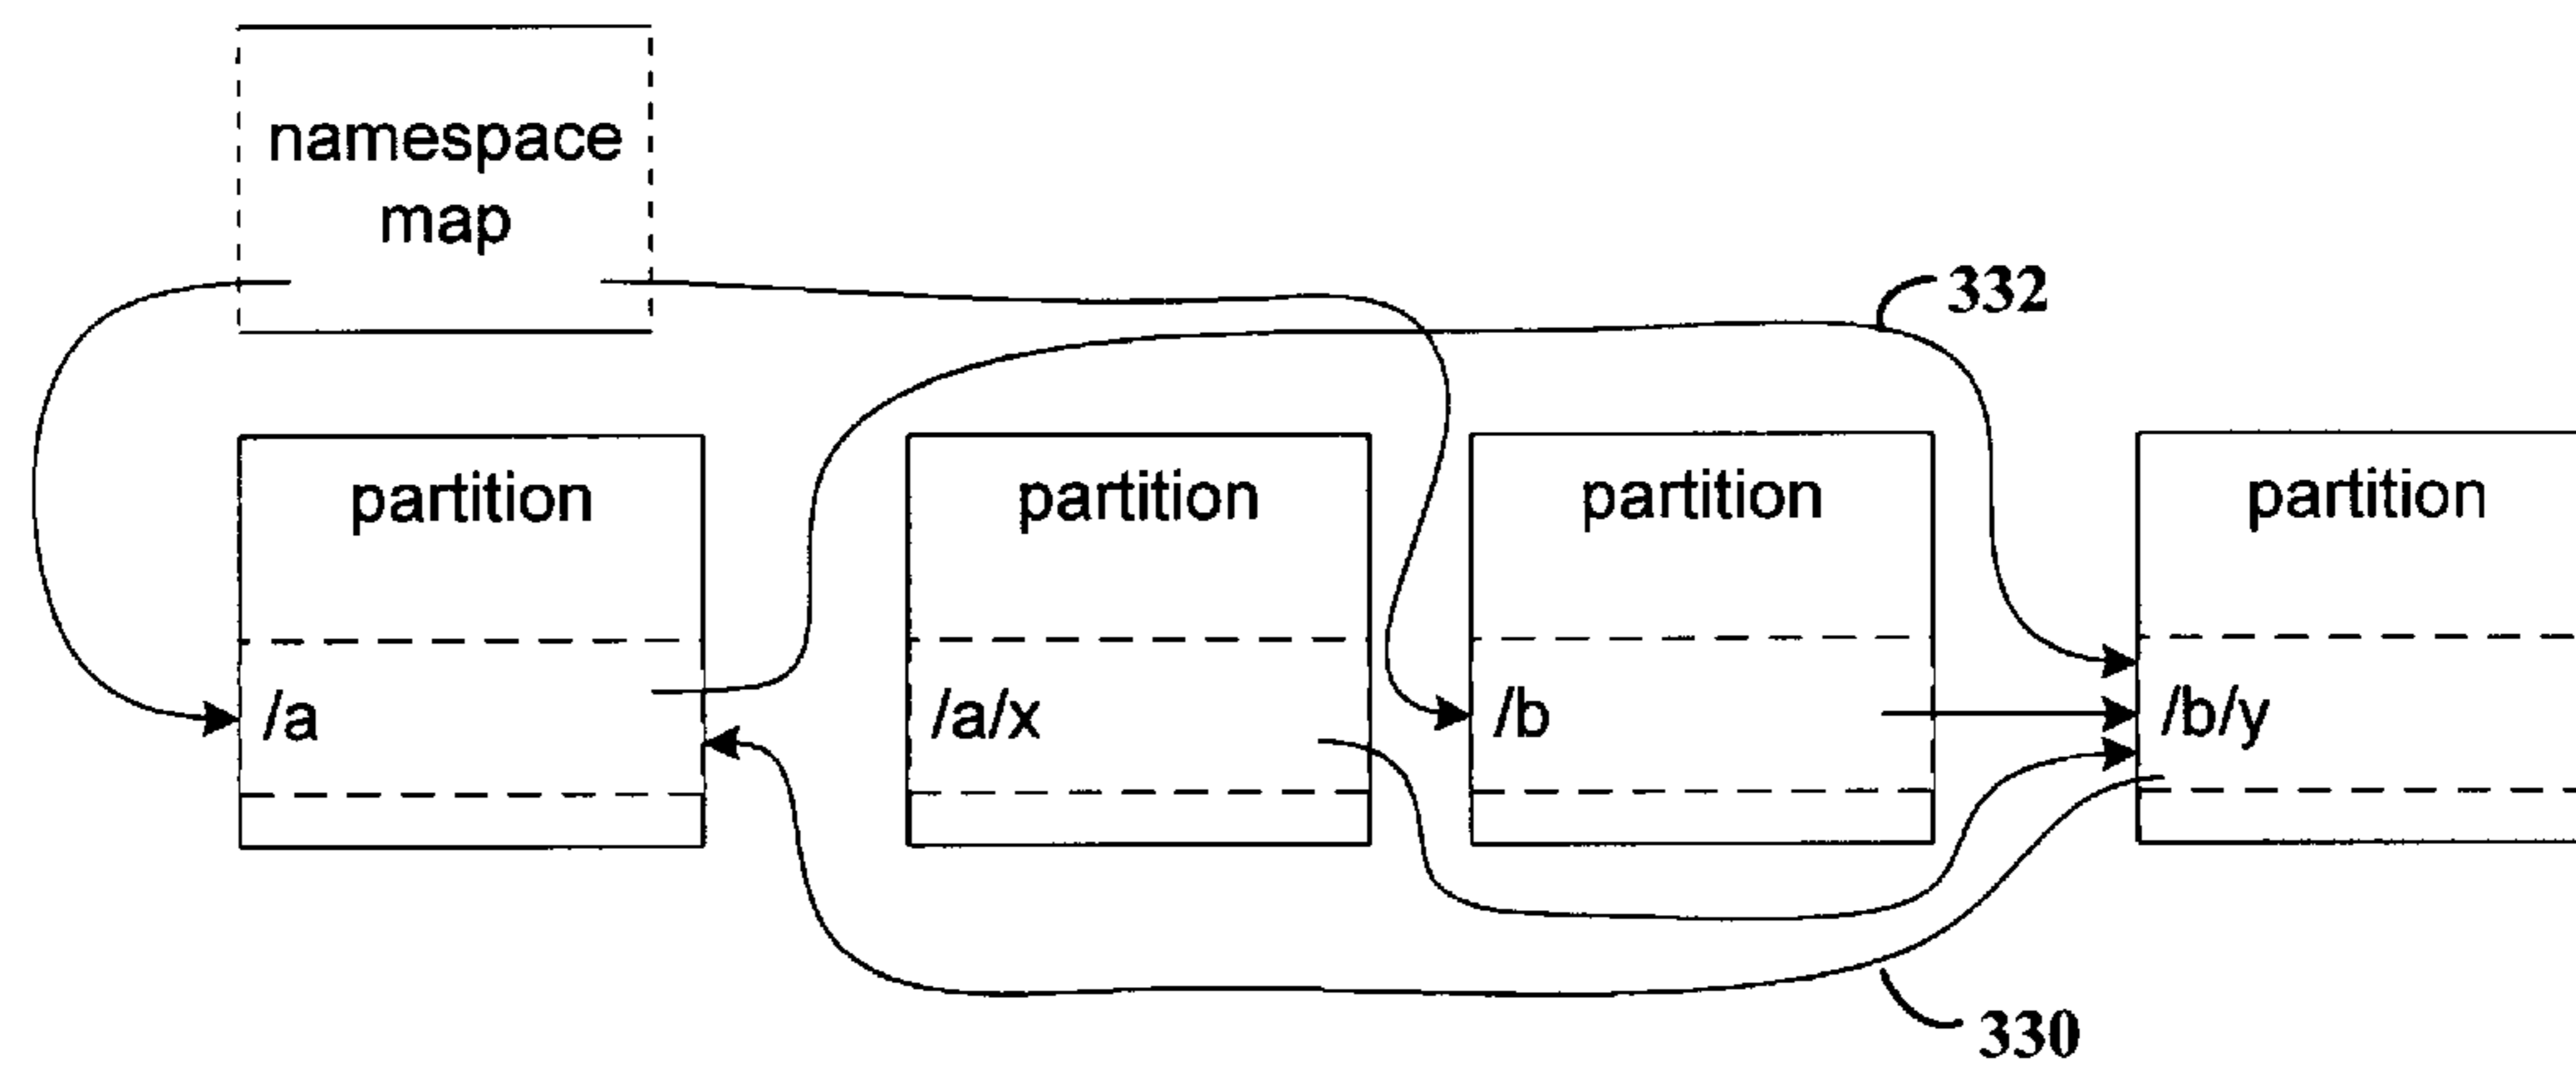 namespace
map
332
partition
partition
partition
partition
/a
/a/x
/b
/b/y
330